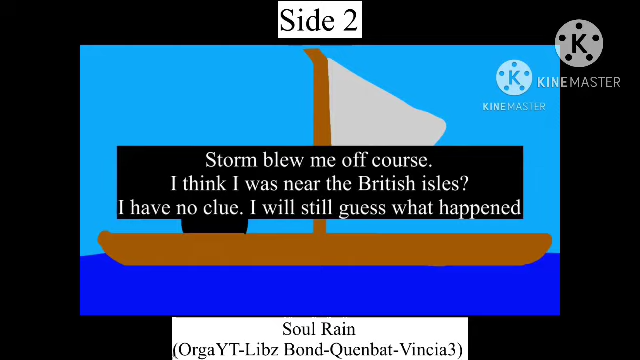 Side 2
KINEMASTER
KINEMASTER
Storm blew me off course.
I think I was near the British isles?
I have no clue. I will still guess what happened
Soul Rain
(OrgaYT-Libz Bond-Quenbat-Vincia3)